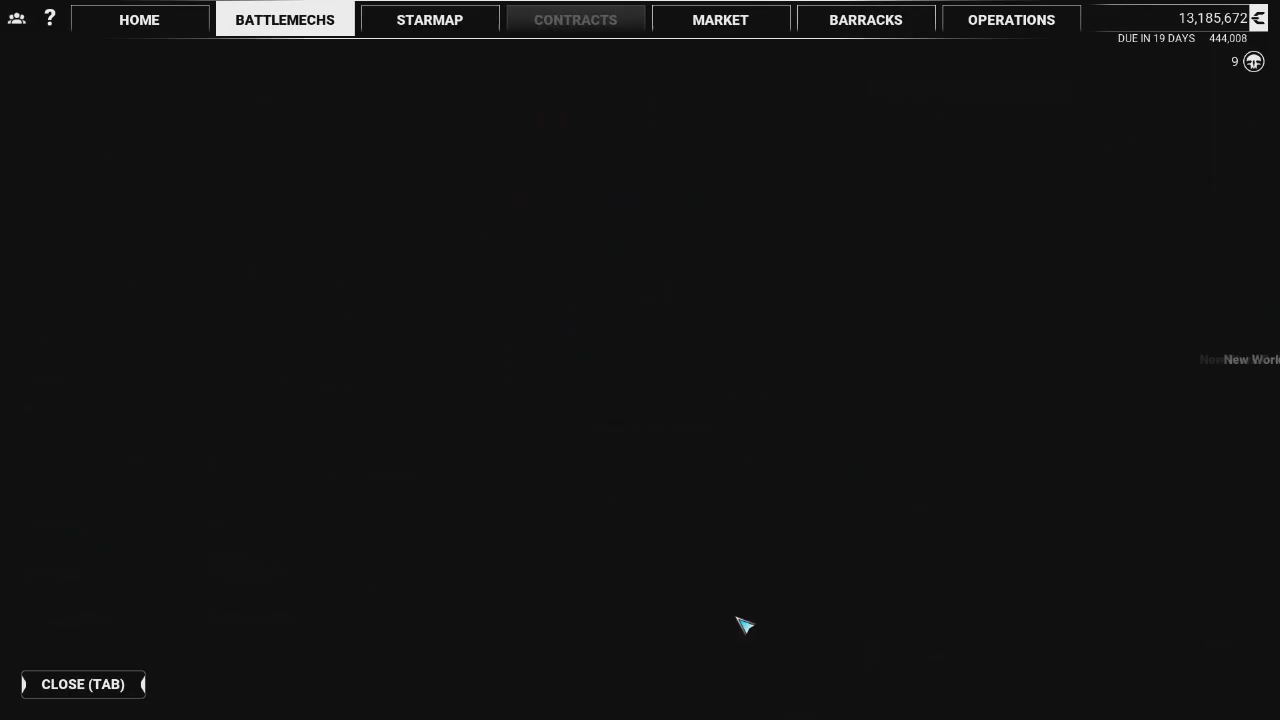 ? HOME BATTLEMECHS STARMAP CONTRACTS MARKET BARRACKS OPERATIONS 13,185,672
DUE IN 19 DAYS 444,008
9
New Work
CLOSE (TAB)